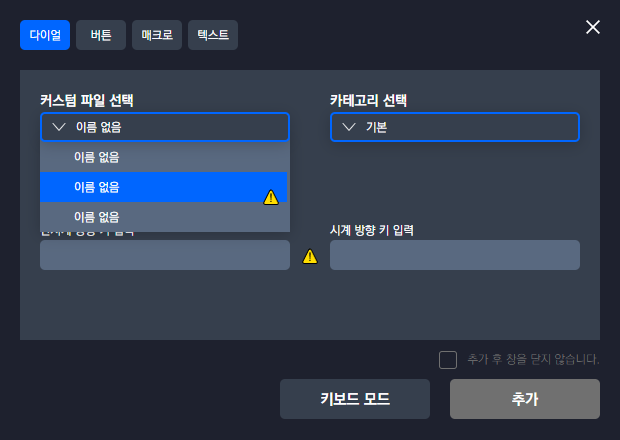 다이얼
버튼
매크로
텍스트
커스텀 파일 선택
카테고리 선택
이름 없음
기본
이름 없음
이름 없음
이름 없음
시계 방향 키 입력
추가 후 창을 닫지 않습니다.
키보드 모드
추가